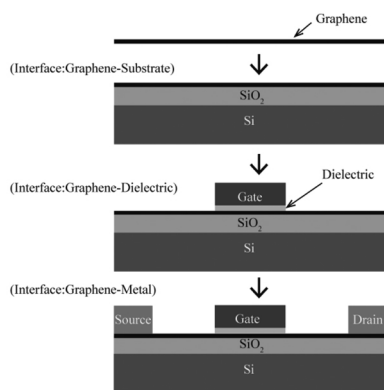 Graphene
(Interface:Graphene-Substrate)
SiO2
Si
(Interface:Graphene-Dielectric)
Dielectric
Gate
SiO2
Si
(Interface:Graphene-Metal)
Source Gate Drain
SiO2
Si